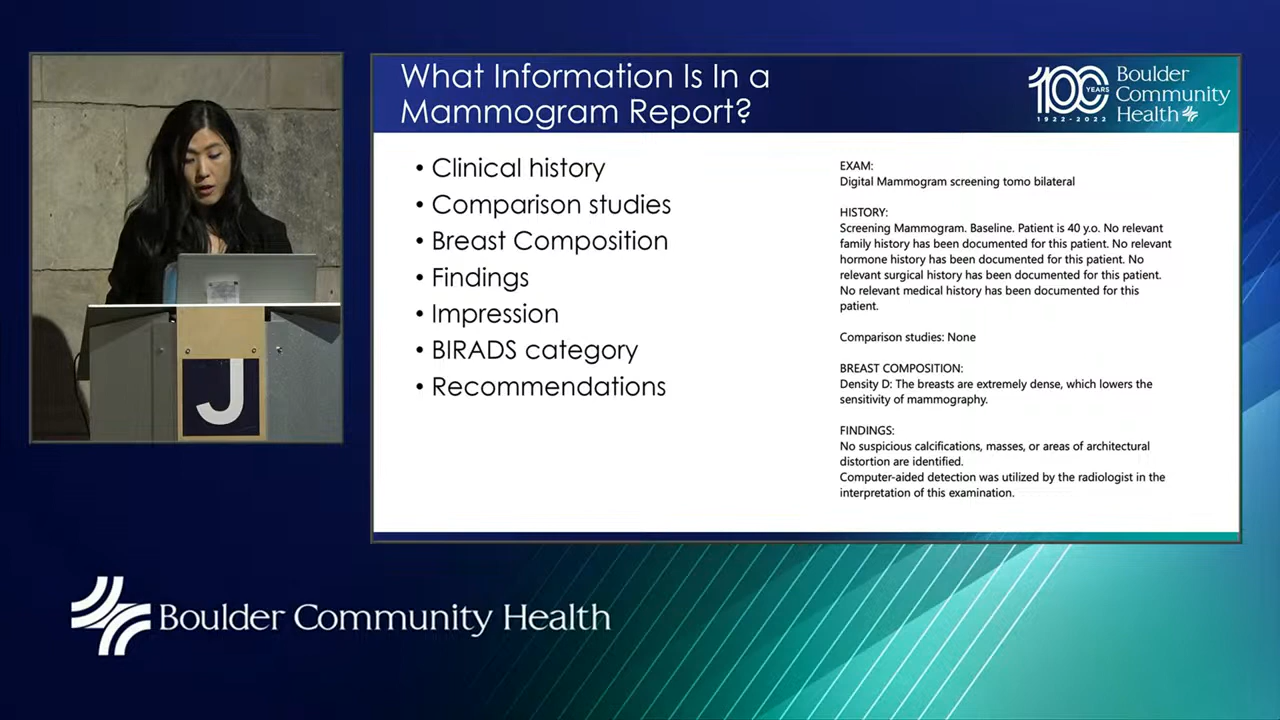 What Information Is In a
Mammogram Report?
100
YEARS
1922-2022
Boulder
Community
Health
• Clinical history
• Comparison studies
• Breast Composition
• Findings
• Impression
• BIRADS category
• Recommendations
EXAM:
Digital Mammogram screening tomo bilateral
HISTORY:
Screening Mammogram. Baseline. Patient is 40 y.o. No relevant
family history has been documented for this patient. No relevant
hormone history has been documented for this patient. No
relevant surgical history has been documented for this patient.
No relevant medical history has been documented for this
patient.
Comparison studies: None
BREAST COMPOSITION:
Density D: The breasts are extremely dense, which lowers the
sensitivity of mammography.
FINDINGS:
No suspicious calcifications, masses, or areas of architectural
distortion are identified.
Computer-aided detection was utilized by the radiologist in the
interpretation of this examination.
J
Boulder Community Health